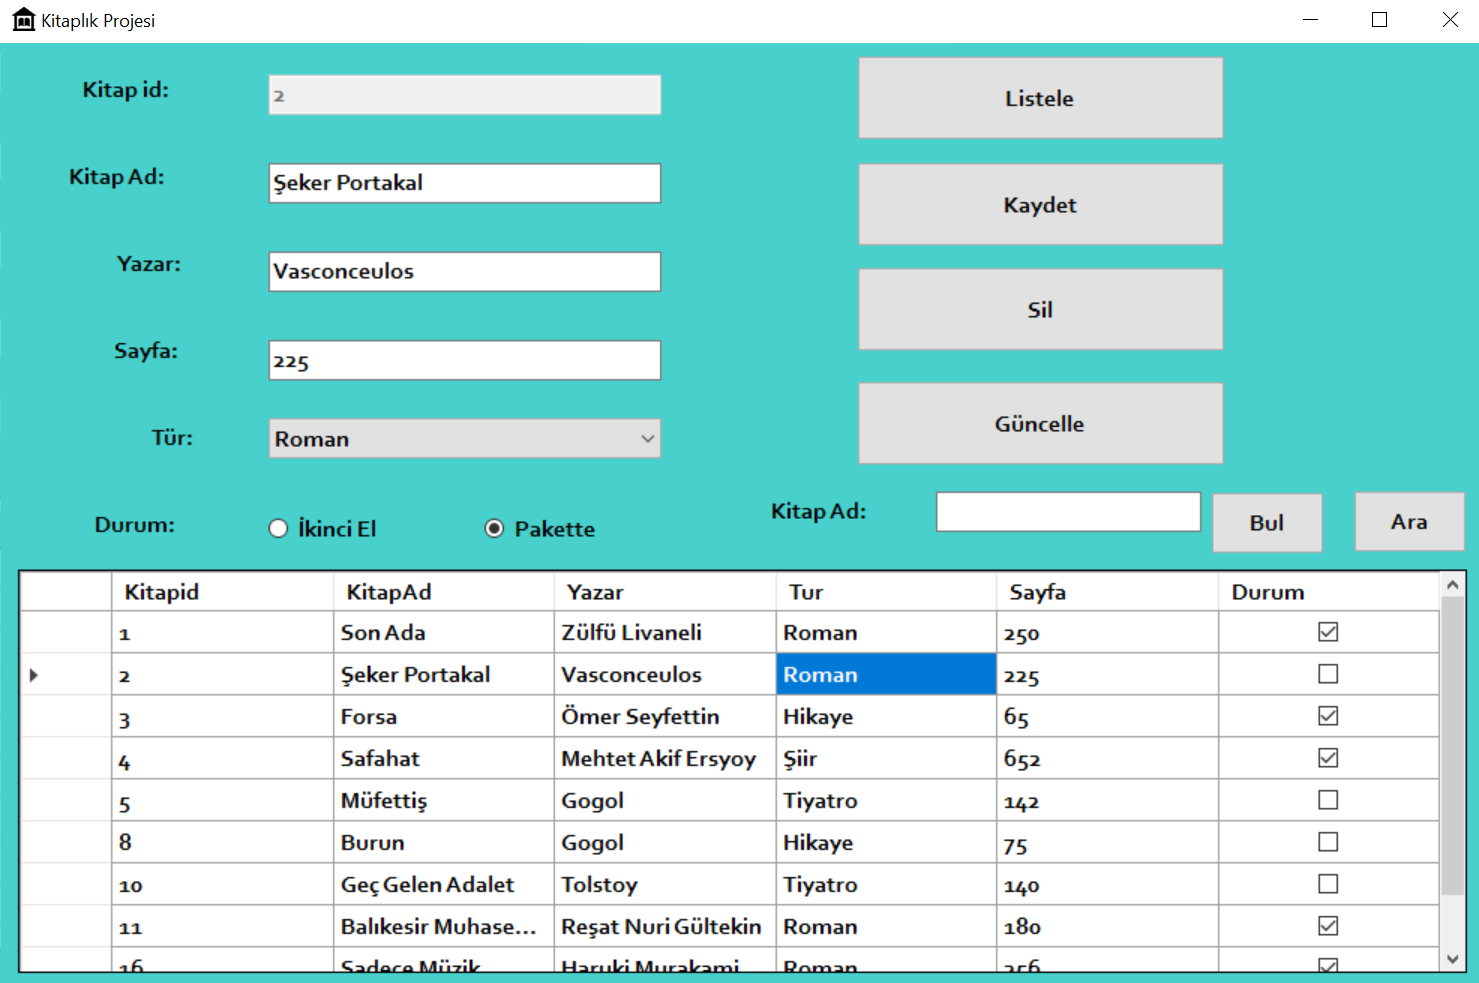 Kitaplık Projesi
Kitap id:
2
Listele
Kitap Ad:
Şeker Portakal
Kaydet
Yazar:
Vasconceulos
Sil
Sayfa:
225
Güncelle
Tür:
Roman
Durum:
İkinci El
Pakette
Kitap Ad:
Bul
Ara
Kitapid KitapAd Yazar Tur Sayfa Durum
1 Son Ada Zülfü Livaneli Roman 250
2 Şeker Portakal Vasconceulos Roman 225
3 Forsa Ömer Seyfettin Hikaye 65
4 Safahat Mehtet Akif Ersyoy Şiir 652
5 Müfettiş Gogol Tiyatro 142
8 Burun Gogol Hikaye 75
10 Geç Gelen Adalet Tolstoy Tiyatro 140
11 Balıkesir Muhase... Reşat Nuri Gültekin Roman 180
16 Sadece Müzik Haruki Murakami Roman 256